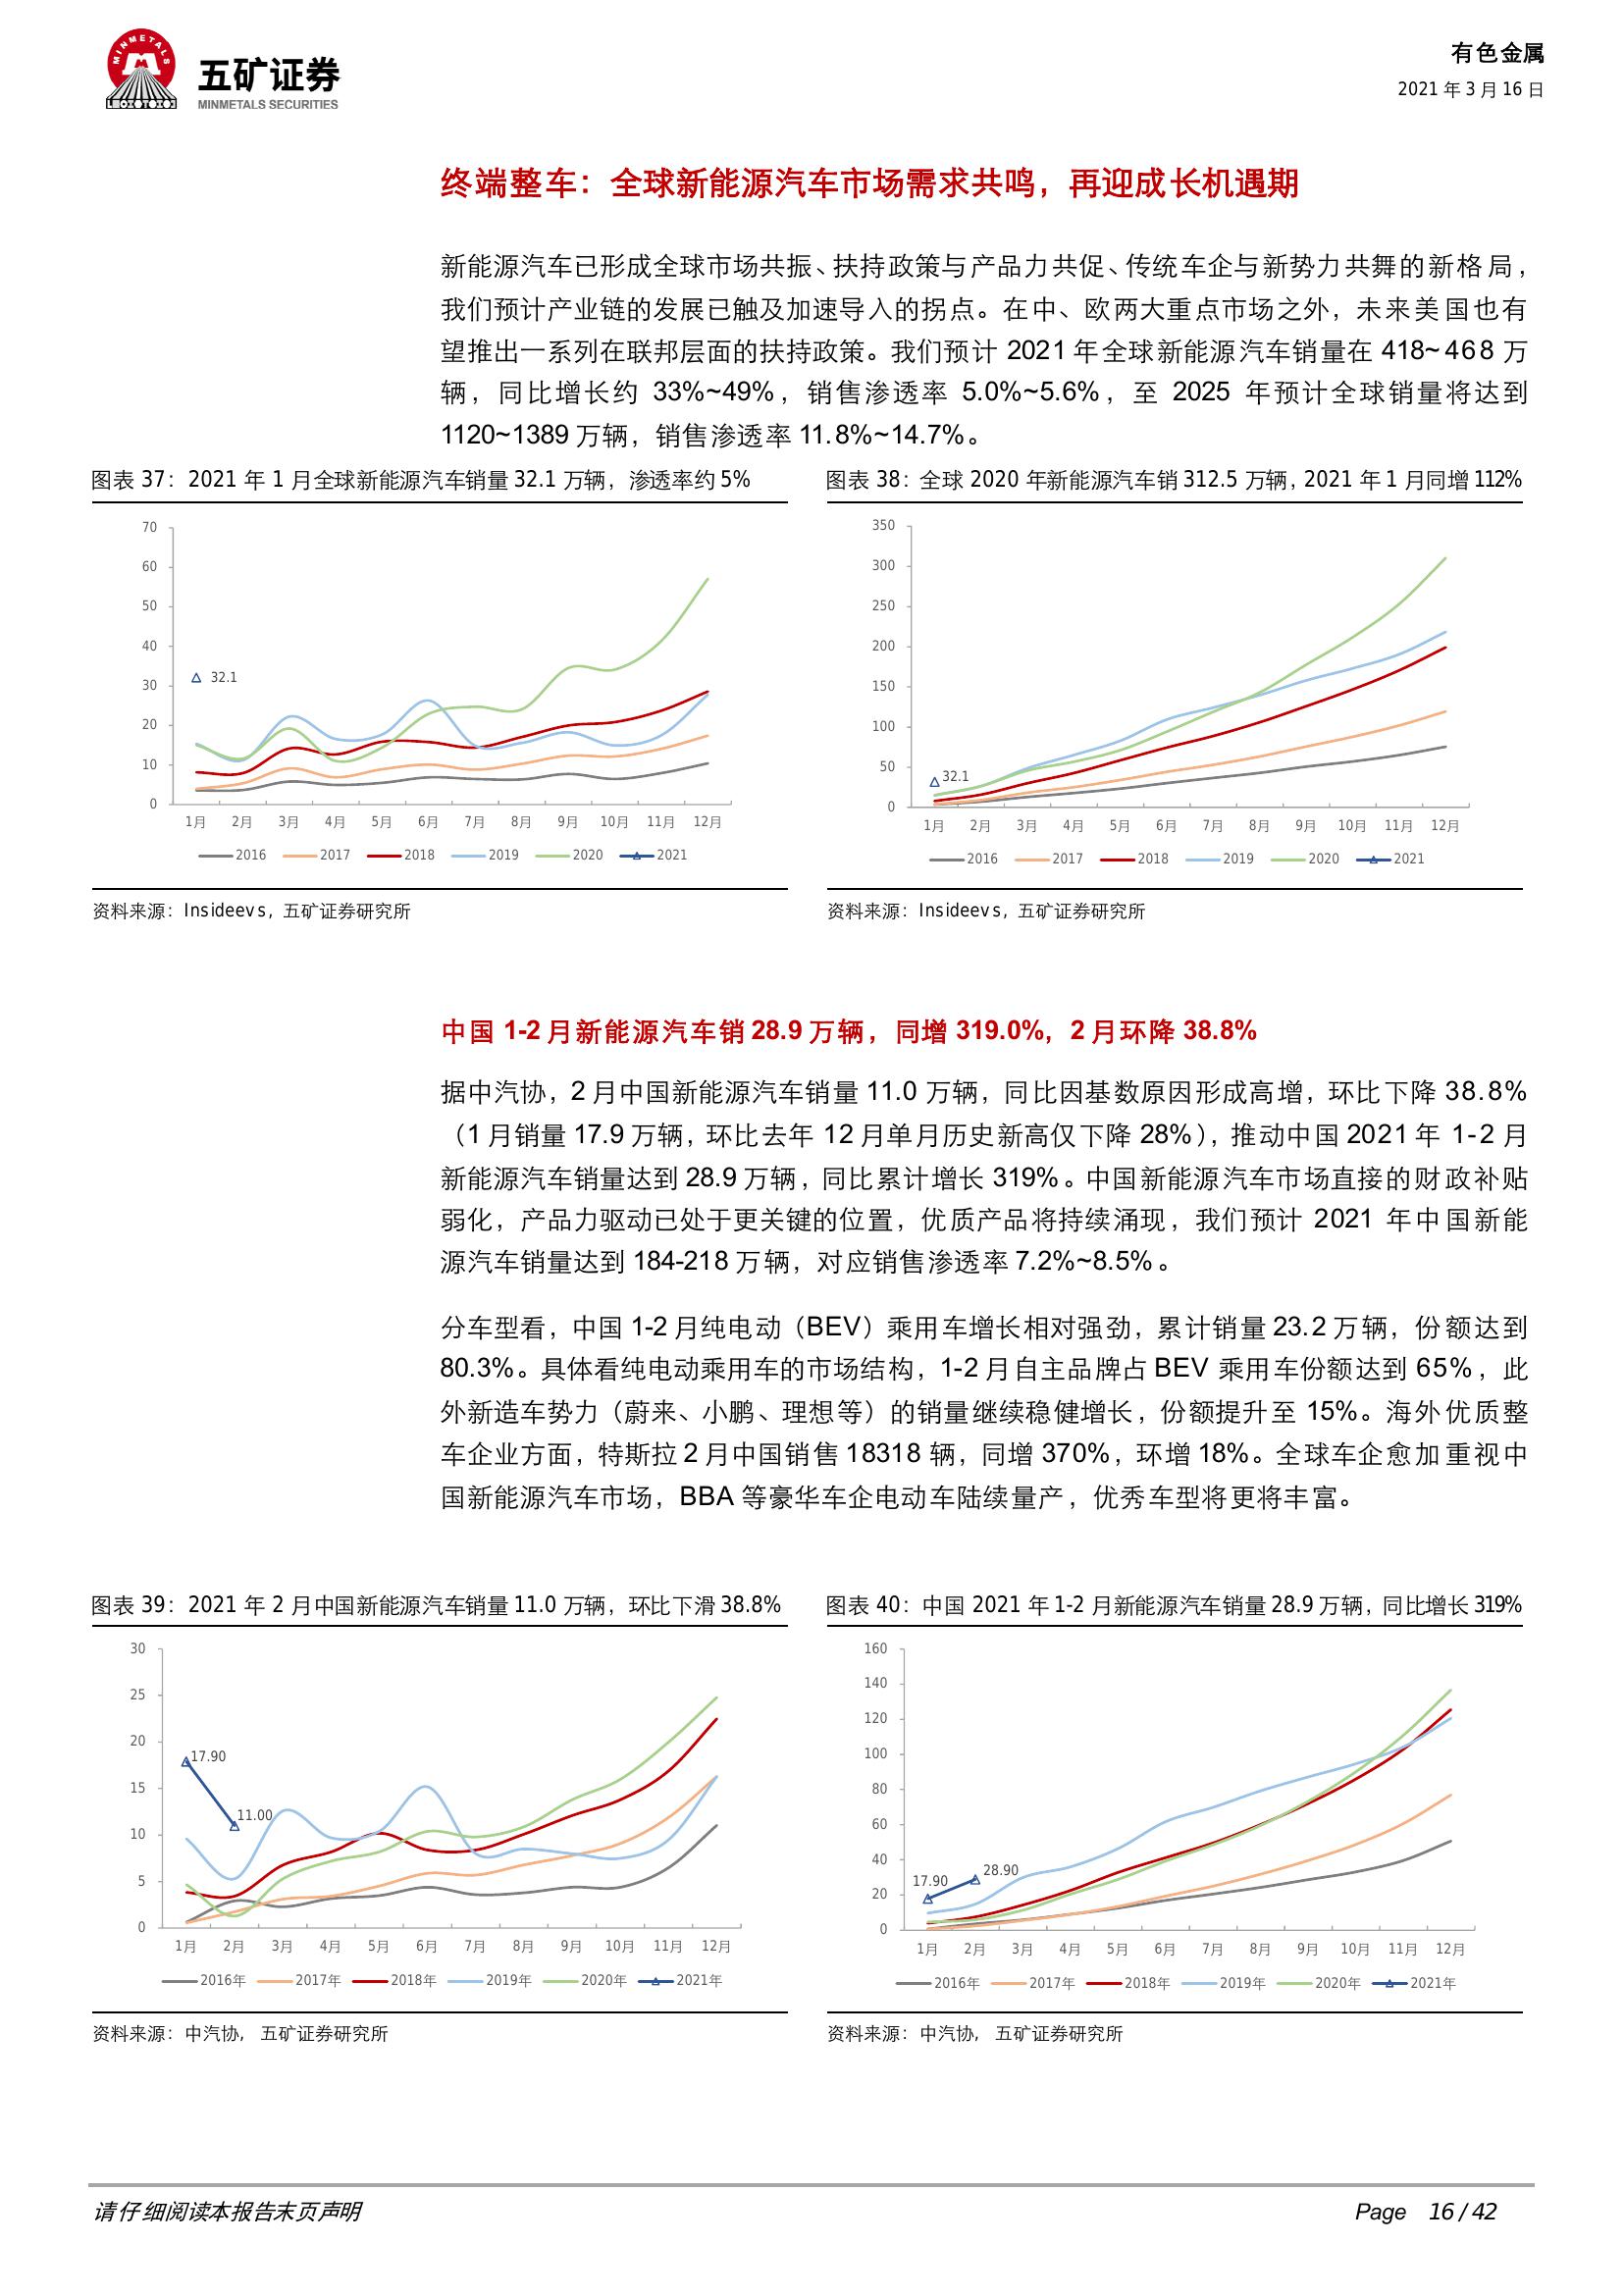 MINMETALS
五矿证券
MINMETALS SECURITIES
有色金属
2021 年 3 月 16 日
终端整车：全球新能源汽车市场需求共鸣，再迎成长机遇期
新能源汽车已形成全球市场共振、扶持政策与产品力共促、传统车企与新势力共舞的新格局，
我们预计产业链的发展已触及加速导入的拐点。在中、欧两大重点市场之外，未来美国也有
望推出一系列在联邦层面的扶持政策。我们预计 2021 年全球新能源汽车销量在 418~468 万
辆，同比增长约 33%~49%，销售渗透率 5.0%~5.6%，至 2025 年预计全球销量将达到
1120~1389 万辆，销售渗透率 11.8%~14.7%。
图表 37：2021 年 1 月全球新能源汽车销量 32.1 万辆，渗透率约 5%
70
60
50
40
30
20
10
0
32.1
1月 2月 3月 4月 5月 6月 7月 8月 9月 10月 11月 12月
2016 2017 2018 2019 2020 2021
资料来源：Insideevs，五矿证券研究所
图表 38：全球 2020 年新能源汽车销 312.5 万辆，2021 年 1 月同增 112%
350
300
250
200
150
100
50
0
32.1
1月 2月 3月 4月 5月 6月 7月 8月 9月 10月 11月 12月
2016 2017 2018 2019 2020 2021
资料来源：Insideevs，五矿证券研究所
中国 1-2 月新能源汽车销 28.9 万辆，同增 319.0%，2 月环降 38.8%
据中汽协，2 月中国新能源汽车销量 11.0 万辆，同比因基数原因形成高增，环比下降 38.8%
（1 月销量 17.9 万辆，环比去年 12 月单月历史新高仅下降 28%），推动中国 2021 年 1-2 月
新能源汽车销量达到 28.9 万辆，同比累计增长 319%。中国新能源汽车市场直接的财政补贴
弱化，产品力驱动已处于更关键的位置，优质产品将持续涌现，我们预计 2021 年中国新能
源汽车销量达到 184-218 万辆，对应销售渗透率 7.2%~8.5%。
分车型看，中国 1-2 月纯电动（BEV）乘用车增长相对强劲，累计销量 23.2 万辆，份额达到
80.3%。具体看纯电动乘用车的市场结构，1-2 月自主品牌占 BEV 乘用车份额达到 65%，此
外新造车势力（蔚来、小鹏、理想等）的销量继续稳健增长，份额提升至 15%。海外优质整
车企业方面，特斯拉 2 月中国销售 18318 辆，同增 370%，环增 18%。全球车企愈加重视中
国新能源汽车市场，BBA 等豪华车企电动车陆续量产，优秀车型将更将丰富。
图表 39：2021 年 2 月中国新能源汽车销量 11.0 万辆，环比下滑 38.8%
30
25
20
15
10
5
0
17.90
11.00
1月 2月 3月 4月 5月 6月 7月 8月 9月 10月 11月 12月
2016年 2017年 2018年 2019年 2020年 2021年
资料来源：中汽协， 五矿证券研究所
图表 40：中国 2021 年 1-2 月新能源汽车销量 28.9 万辆，同比增长 319%
160
140
120
100
80
60
40
20
0
17.90
28.90
1月 2月 3月 4月 5月 6月 7月 8月 9月 10月 11月 12月
2016年 2017年 2018年 2019年 2020年 2021年
资料来源：中汽协， 五矿证券研究所
请仔细阅读本报告末页声明
Page 16 / 42